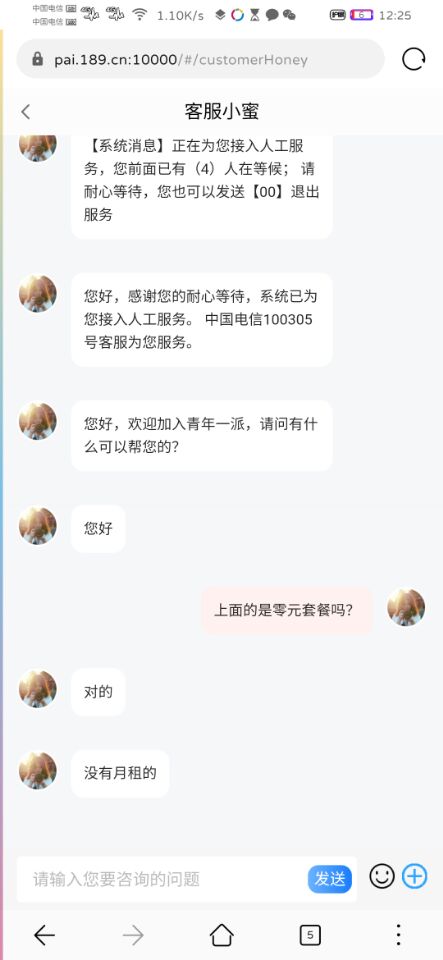 中国电信
中国电信
1.10K/s
6
12:25
pai.189.cn:10000/#/customerHoney
客服小蜜
【系统消息】正在为您接入人工服
务，您前面已有（4）人在等候； 请
耐心等待，您也可以发送【00】退出
服务
您好，感谢您的耐心等待，系统已为
您接入人工服务。 中国电信100305
号客服为您服务。
您好，欢迎加入青年一派，请问有什
么可以帮您的？
您好
上面的是零元套餐吗？
对的
没有月租的
请输入您要咨询的问题
发送
5